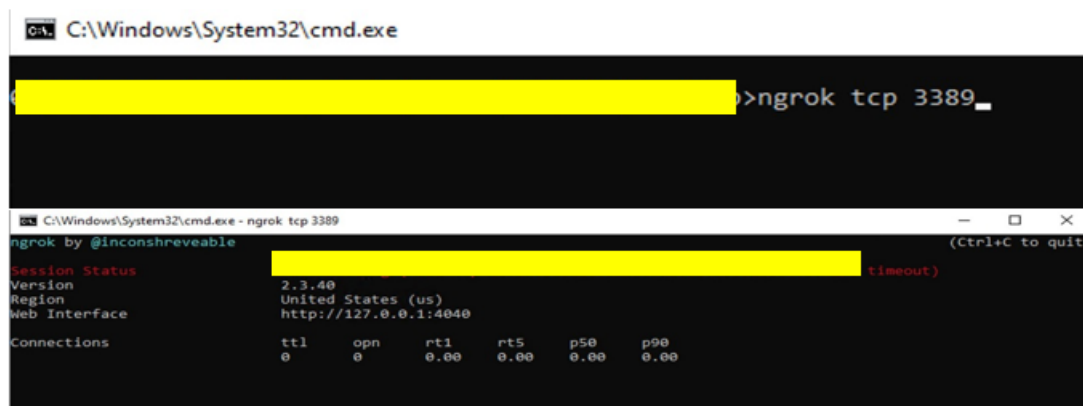 C:\Windows\System32\cmd.exe
>ngrok tcp 3389_
C:\Windows\System32\cmd.exe - ngrok tcp 3389
ngrok by @inconshreveable (Ctrl+C to quit
Session Status timeout)
Version 2.3.40
Region United States (us)
Web Interface http://127.0.0.1:4040
Connections ttl opn rt1 rt5 p50 p90
0 0 0.00 0.00 0.00 0.00